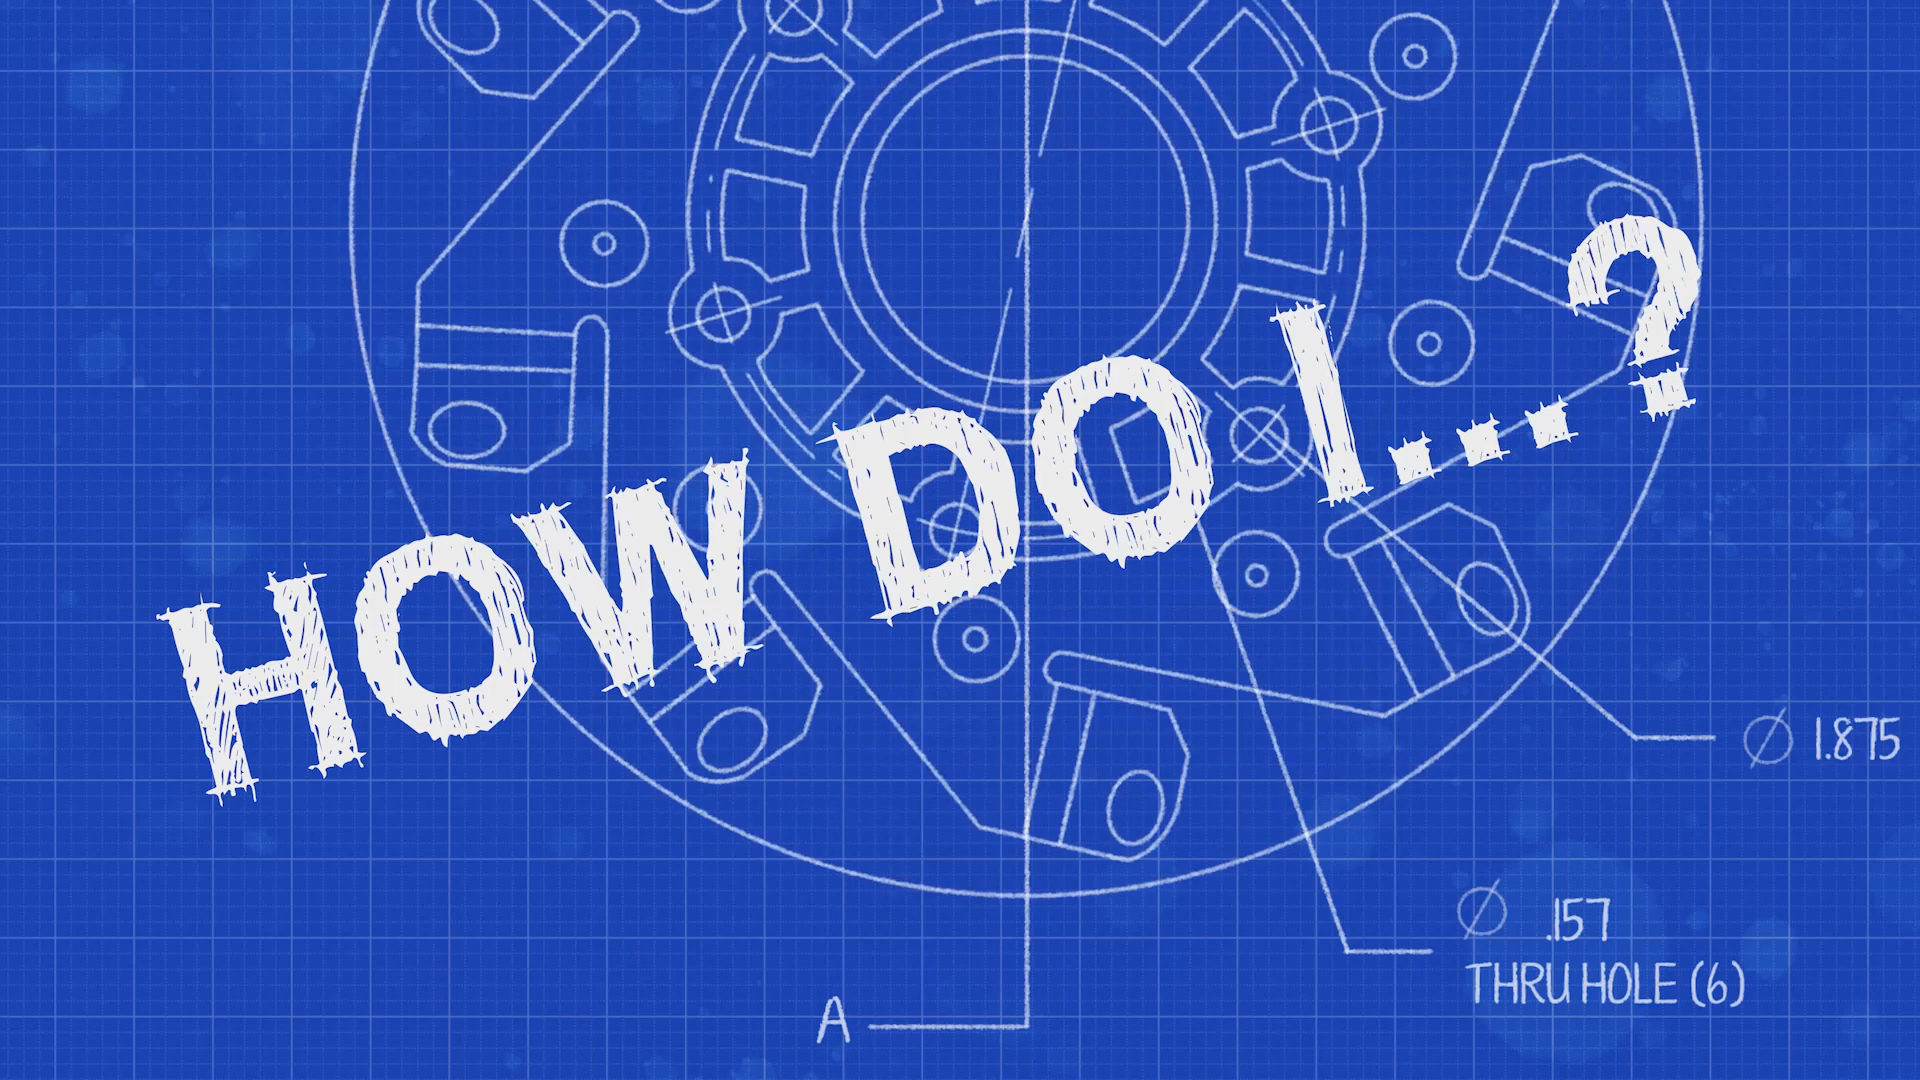 HOW DO I...?
Ø 1.875
Ø .157
THRU HOLE (6)
A